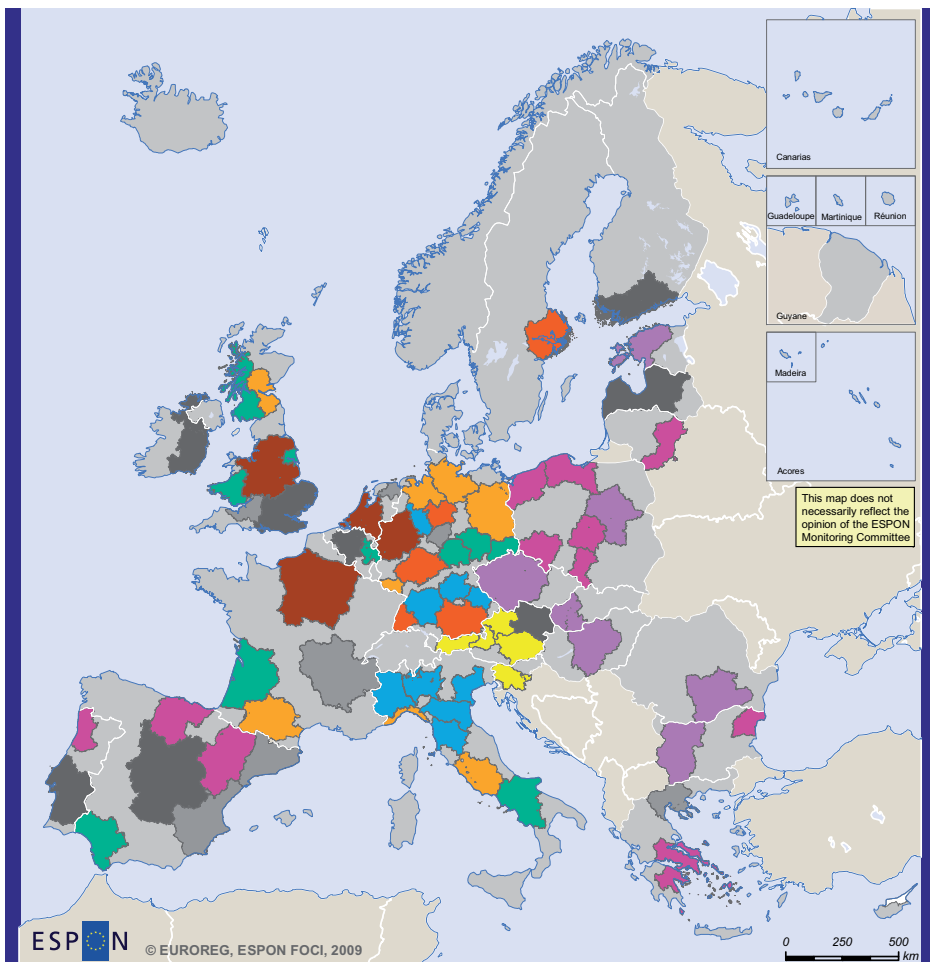 Canarias
Guadeloupe
Martinique
Réunion
Guyane
Madeira
Acores
This map does not
necessarily reflect the
opinion of the ESPON
Monitoring Committee
ESPON
© EUROREG, ESPON FOCI, 2009
0 250 500
km